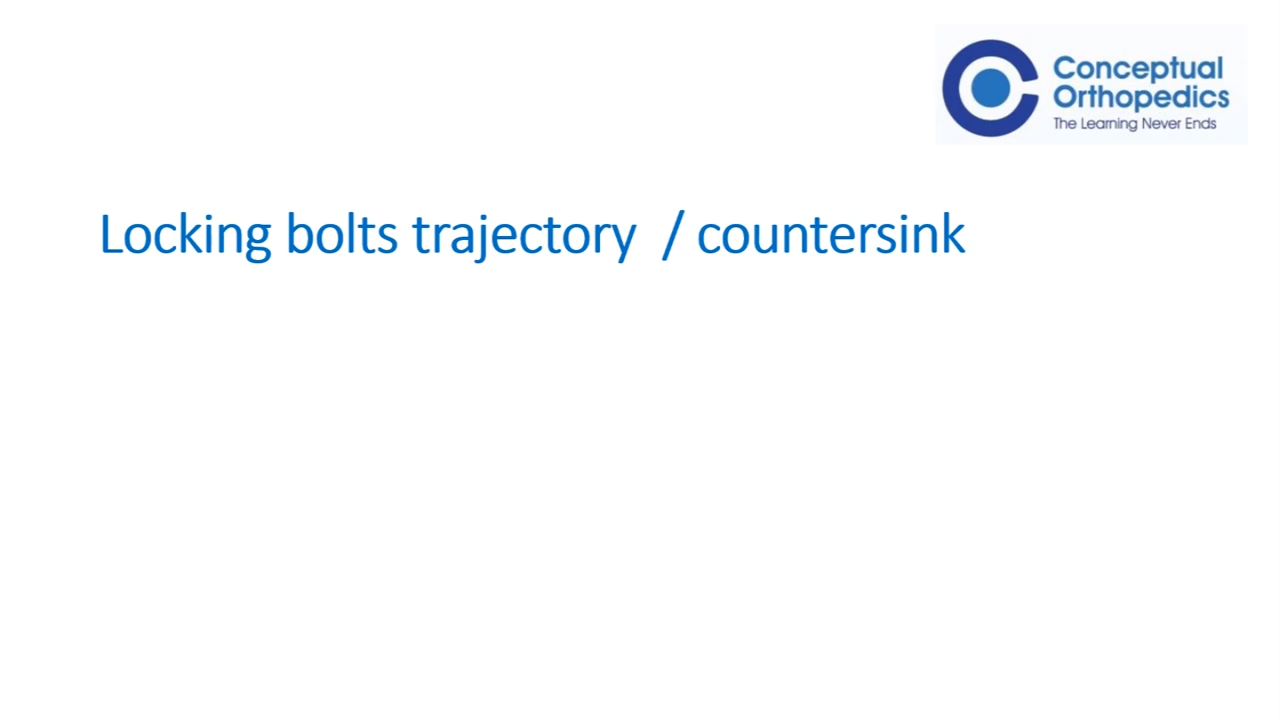 Conceptual
Orthopedics
The Learning Never Ends
Locking bolts trajectory / countersink